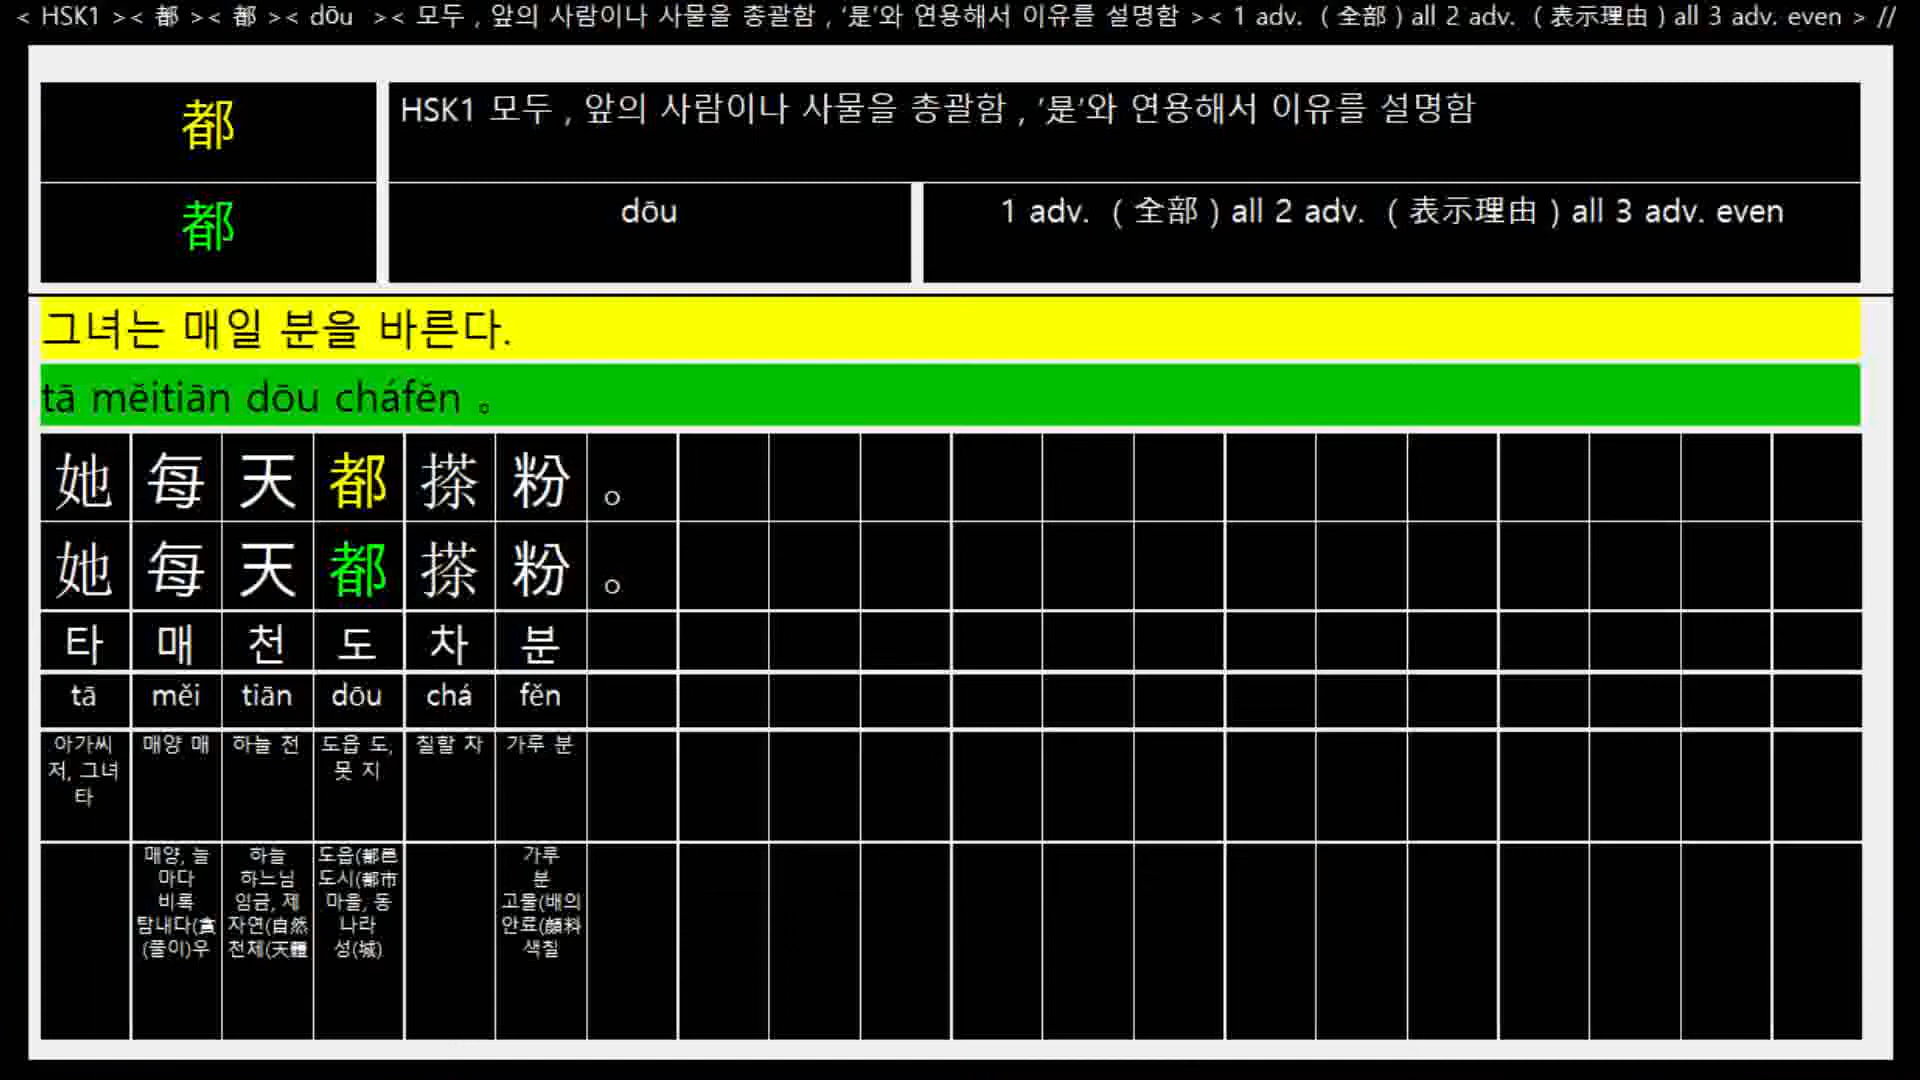 < HSK1 >< 都 >< 都 >< dōu >< 모두 , 앞의 사람이나 사물을 총괄함 , ‘是’와 연용해서 이유를 설명함 >< 1 adv. ( 全部 ) all 2 adv. ( 表示理由 ) all 3 adv. even > //
都
HSK1 모두 , 앞의 사람이나 사물을 총괄함 , ‘是’와 연용해서 이유를 설명함
都
dōu
1 adv. ( 全部 ) all 2 adv. ( 表示理由 ) all 3 adv. even
그녀는 매일 분을 바른다.
tā měitiān dōu cháfěn 。
她 每 天 都 搽 粉 。
她 每 天 都 搽 粉 。
타 매 천 도 차 분
tā měi tiān dōu chá fěn
아가씨 저, 그녀 타
매양 매
하늘 천
도읍 도, 못 지
칠할 차
가루 분
매양, 늘
마다
비록
탐내다(貪
(풀이)우
하늘
하느님
임금, 제
자연(自然
천체(天體
도읍(都邑
도시(都市
마을, 동
나라
성(城)
가루
분
고물(배의
안료(顔料
색칠